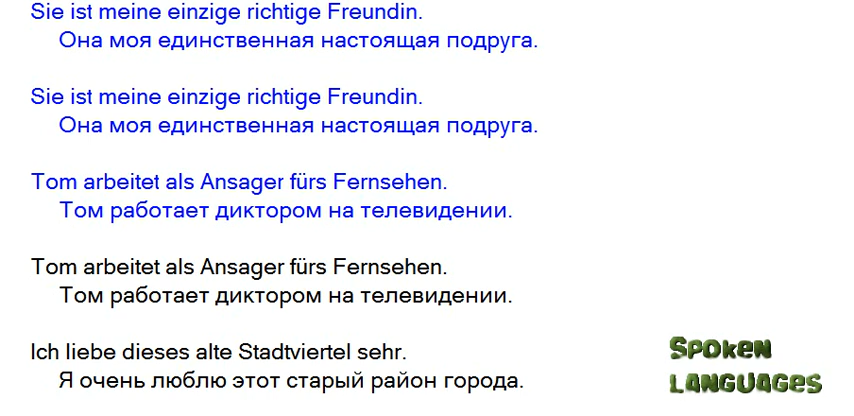 Sie ist meine einzige richtige Freundin.
Она моя единственная настоящая подруга.
Sie ist meine einzige richtige Freundin.
Она моя единственная настоящая подруга.
Tom arbeitet als Ansager fürs Fernsehen.
Том работает диктором на телевидении.
Tom arbeitet als Ansager fürs Fernsehen.
Том работает диктором на телевидении.
Ich liebe dieses alte Stadtviertel sehr.
Я очень люблю этот старый район города.
Spoken
Languages